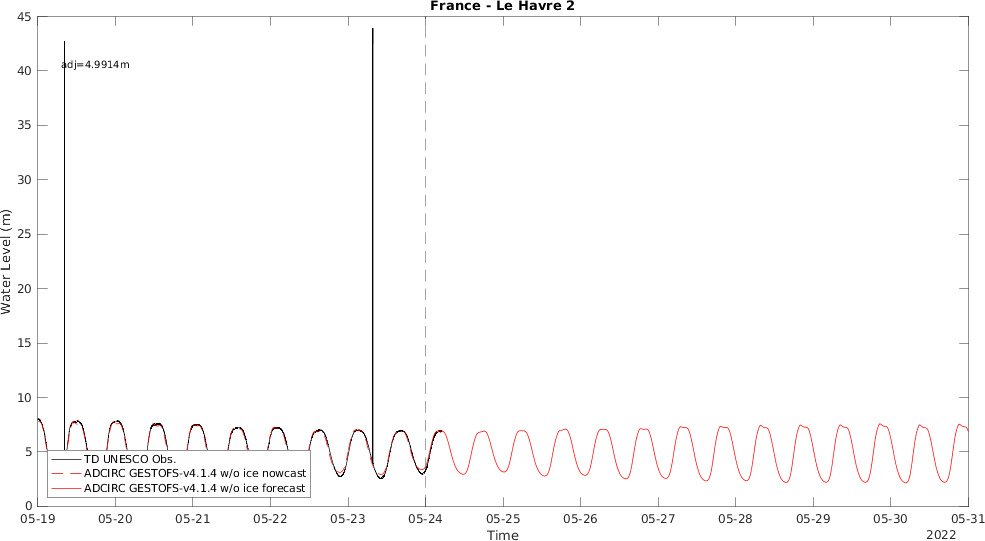 France - Le Havre 2
45
40
35
30
25
20
15
10
5
0
Water Level (m)
adj=4.9914m
TD UNESCO Obs.
ADCIRC GESTOFS-v4.1.4 w/o ice nowcast
ADCIRC GESTOFS-v4.1.4 w/o ice forecast
05-19 05-20 05-21 05-22 05-23 05-24 05-25 05-26 05-27 05-28 05-29 05-30 05-31
Time
2022